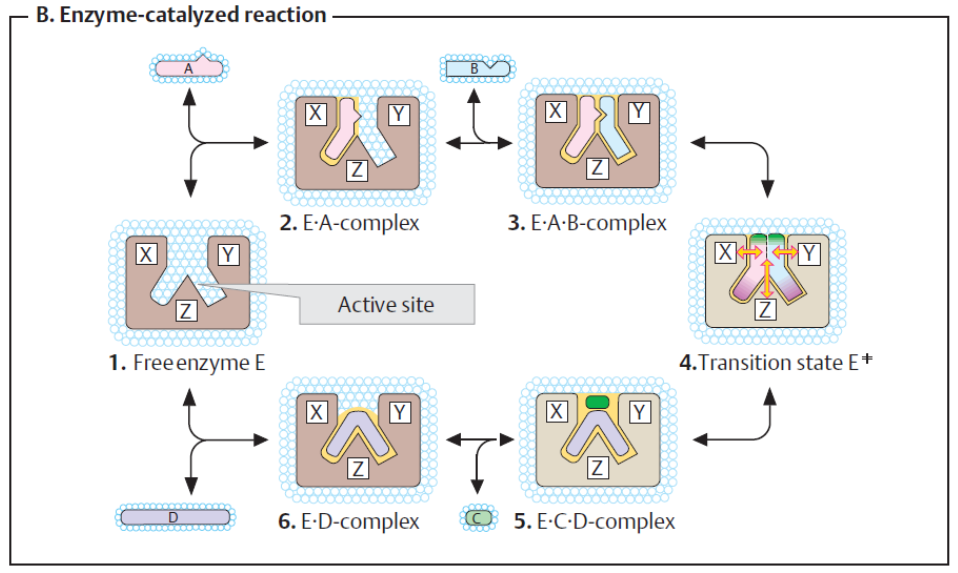 B. Enzyme-catalyzed reaction
A
B
X Y
Z
2. E·A-complex
X Y
Z
3. E·A·B-complex
X Y
Z
Active site
1. Free enzyme E
X Y
Z
4.Transition state E‡
X Y
Z
6. E·D-complex
X Y
Z
5. E·C·D-complex
D
C